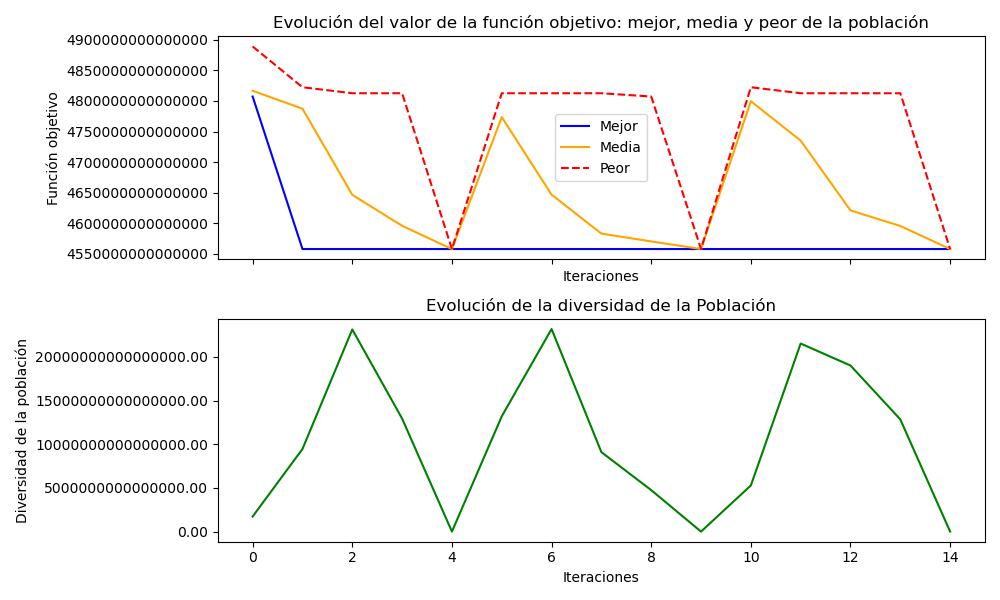 Evolución del valor de la función objetivo: mejor, media y peor de la población
Función objetivo
4900000000000000
4850000000000000
4800000000000000
4750000000000000
4700000000000000
4650000000000000
4600000000000000
4550000000000000
Mejor
Media
Peor
Iteraciones
Evolución de la diversidad de la Población
Diversidad de la población
20000000000000000.00
15000000000000000.00
10000000000000000.00
5000000000000000.00
0.00
0 2 4 6 8 10 12 14
Iteraciones